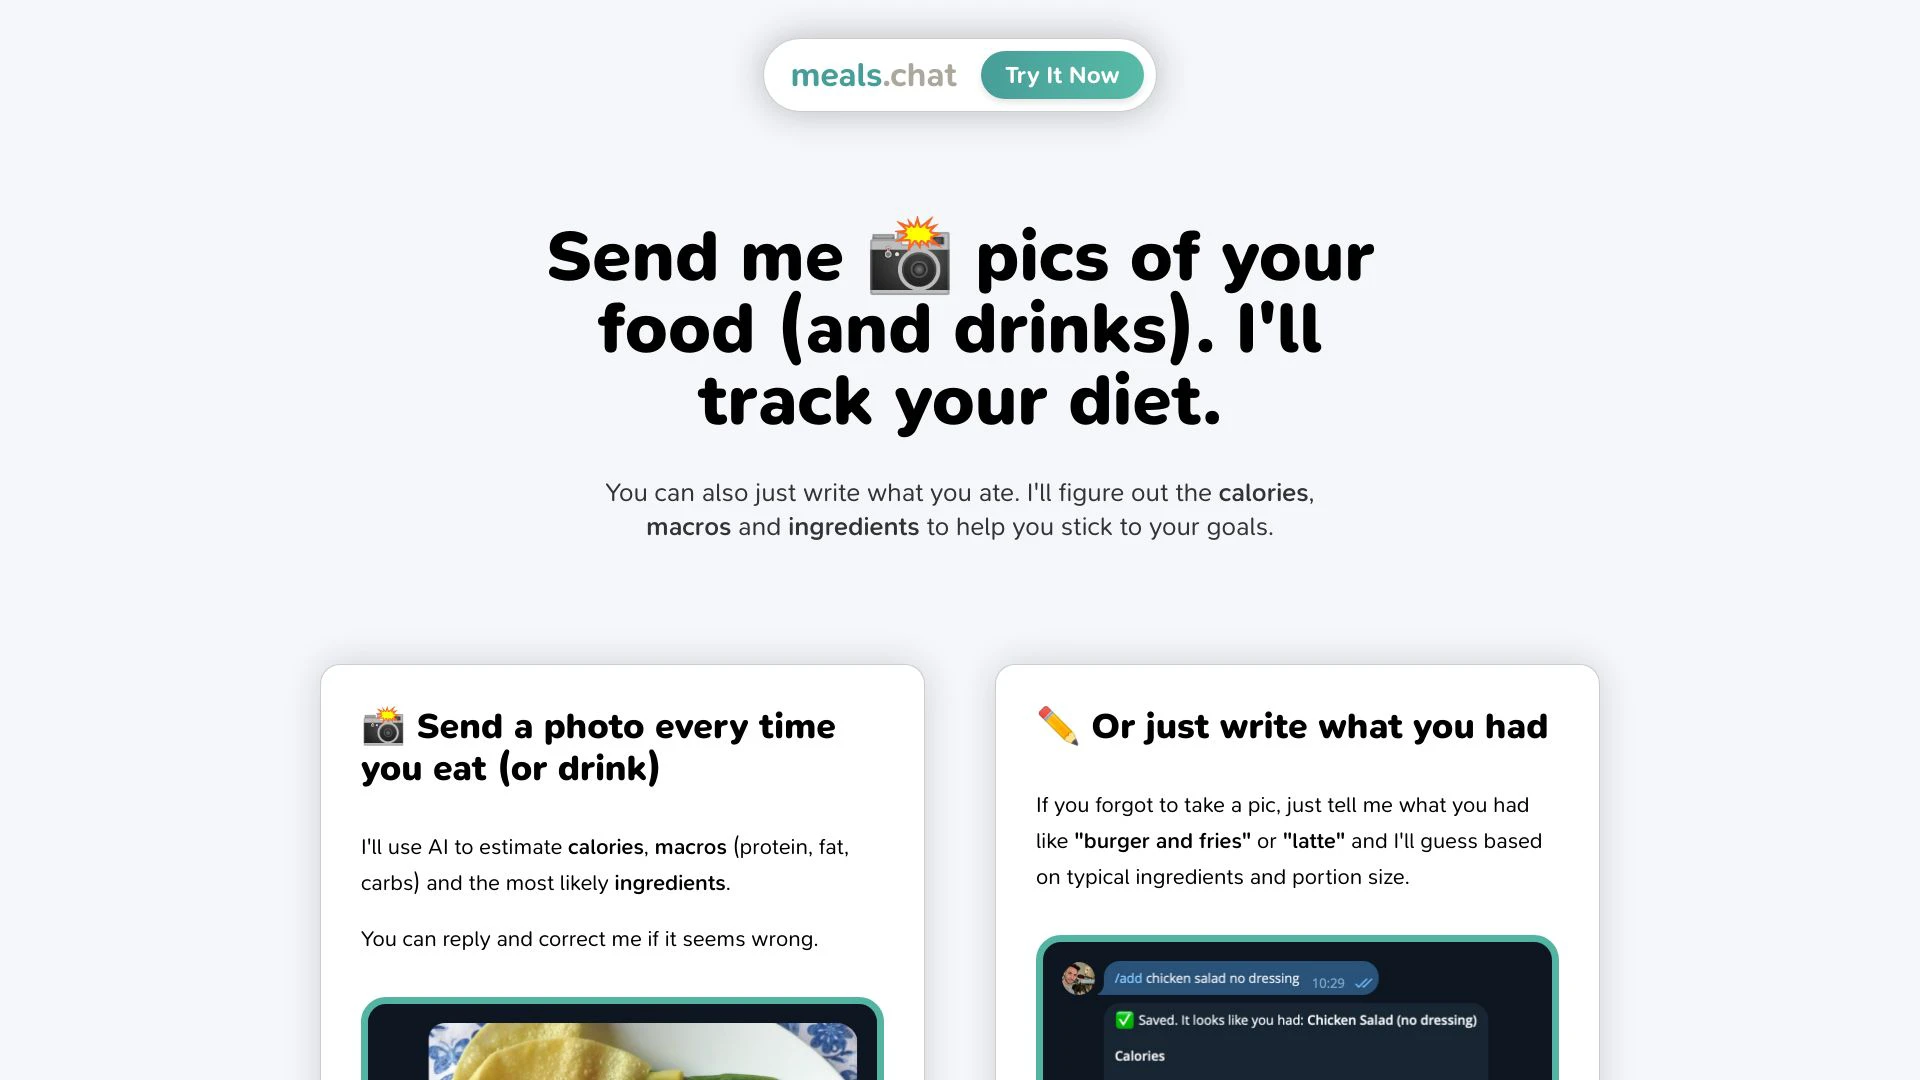 meals.chat
Try It Now
Send me 📸 pics of your
food (and drinks). I'll
track your diet.
You can also just write what you ate. I'll figure out the calories,
macros and ingredients to help you stick to your goals.
📸 Send a photo every time
you eat (or drink)
I'll use AI to estimate calories, macros (protein, fat,
carbs) and the most likely ingredients.
You can reply and correct me if it seems wrong.
✏️ Or just write what you had
If you forgot to take a pic, just tell me what you had
like "burger and fries" or "latte" and I'll guess based
on typical ingredients and portion size.
/add chicken salad no dressing 10:29
✅ Saved. It looks like you had: Chicken Salad (no dressing)
Calories